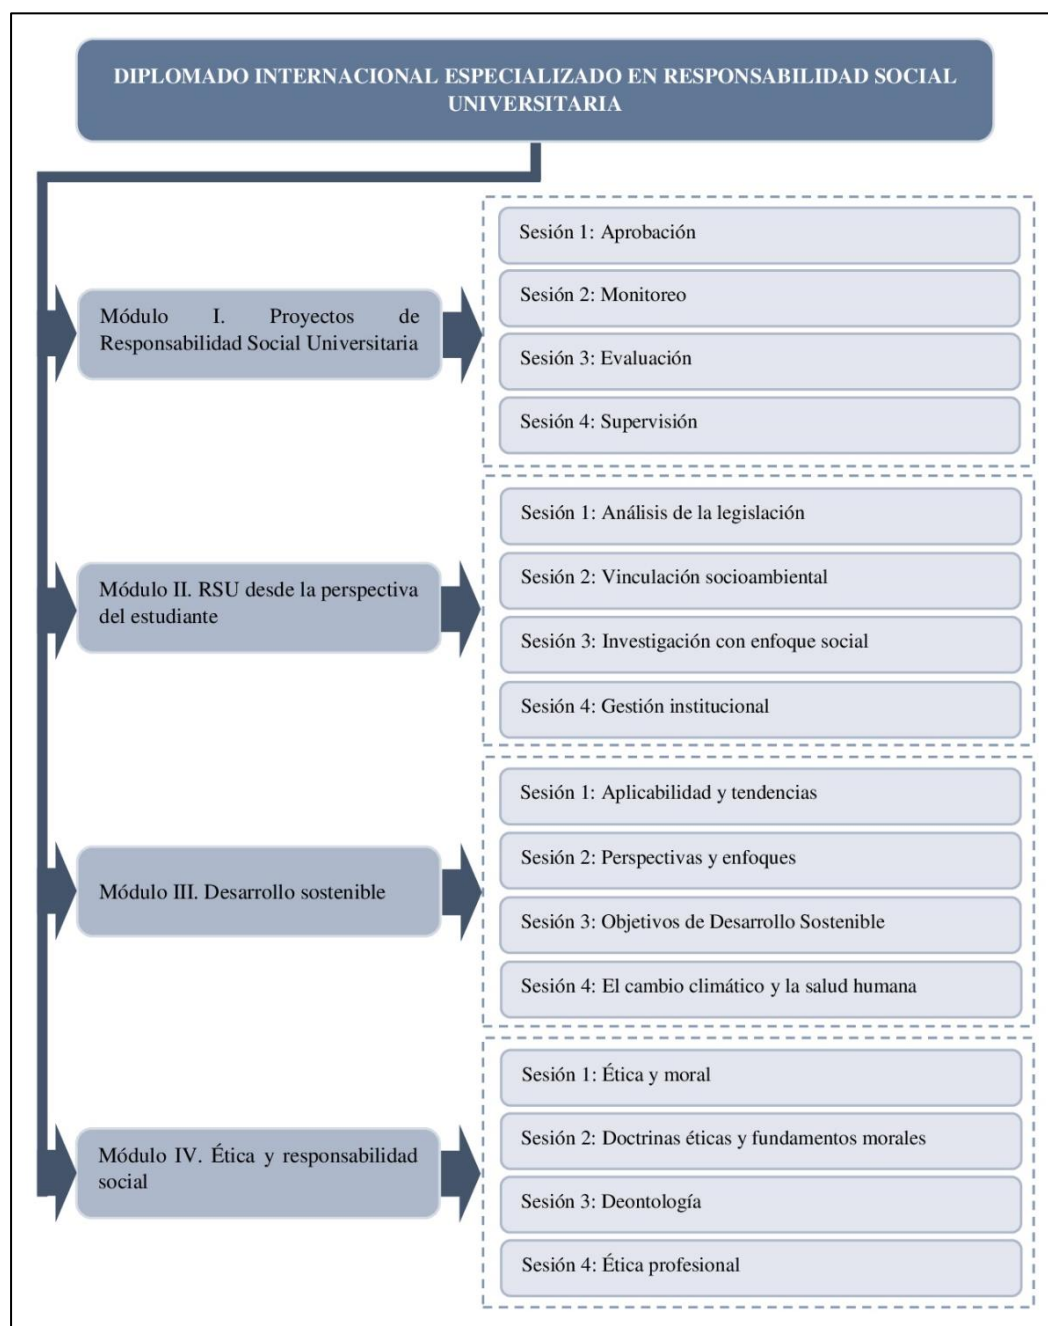 DIPLOMADO INTERNACIONAL ESPECIALIZADO EN RESPONSABILIDAD SOCIAL
UNIVERSITARIA
Módulo I. Proyectos de
Responsabilidad Social Universitaria
Sesión 1: Aprobación
Sesión 2: Monitoreo
Sesión 3: Evaluación
Sesión 4: Supervisión
Módulo II. RSU desde la perspectiva
del estudiante
Sesión 1: Análisis de la legislación
Sesión 2: Vinculación socioambiental
Sesión 3: Investigación con enfoque social
Sesión 4: Gestión institucional
Módulo III. Desarrollo sostenible
Sesión 1: Aplicabilidad y tendencias
Sesión 2: Perspectivas y enfoques
Sesión 3: Objetivos de Desarrollo Sostenible
Sesión 4: El cambio climático y la salud humana
Módulo IV. Ética y responsabilidad
social
Sesión 1: Ética y moral
Sesión 2: Doctrinas éticas y fundamentos morales
Sesión 3: Deontología
Sesión 4: Ética profesional